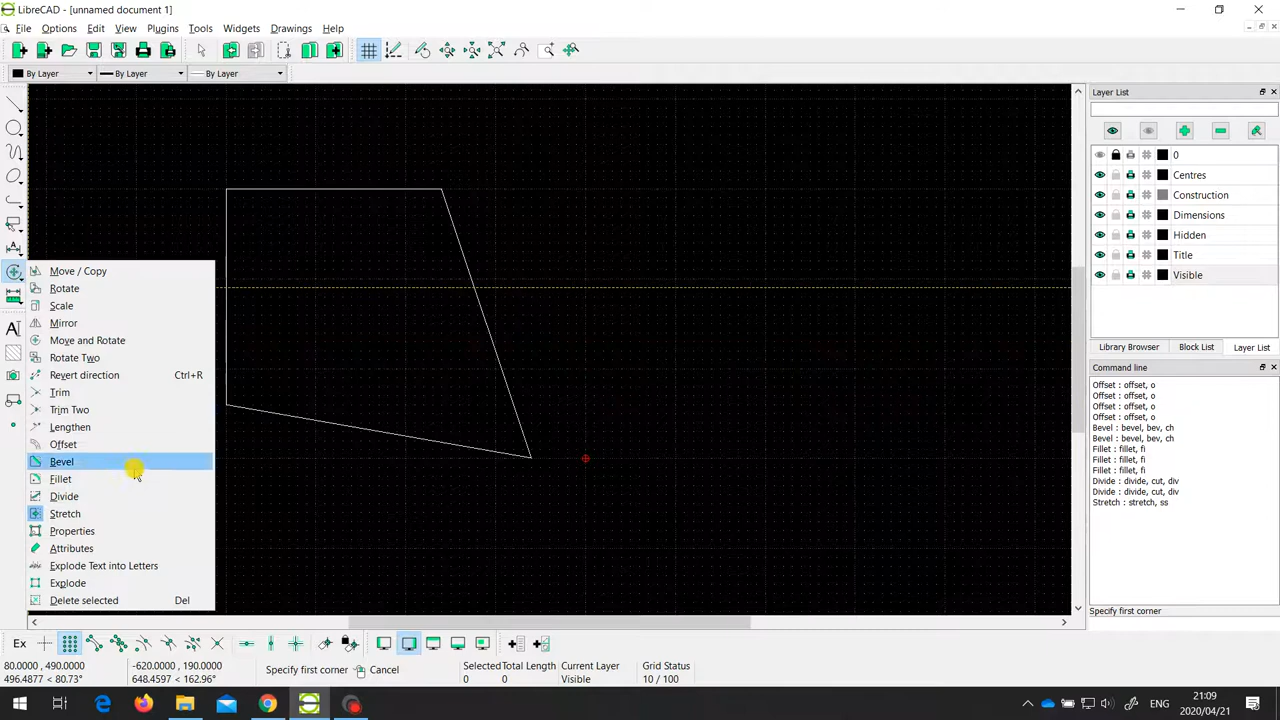 LibreCAD - [unnamed document 1]
File Options Edit View Plugins Tools Widgets Drawings Help
By Layer By Layer By Layer
Layer List
0
Centres
Construction
Dimensions
Hidden
Title
Visible
Library Browser Block List Layer List
Command line
Offset : offset, o
Offset : offset, o
Offset : offset, o
Offset : offset, o
Bevel : bevel, bev, ch
Bevel : bevel, bev, ch
Fillet : fillet, fi
Fillet : fillet, fi
Fillet : fillet, fi
Divide : divide, cut, div
Divide : divide, cut, div
Stretch : stretch, ss
Specify first corner
Move / Copy
Rotate
Scale
Mirror
Move and Rotate
Rotate Two
Revert direction Ctrl+R
Trim
Trim Two
Lengthen
Offset
Bevel
Fillet
Divide
Stretch
Properties
Attributes
Explode Text into Letters
Explode
Delete selected Del
Ex
80.0000 , 490.0000
496.4877 < 80.73°
-620.0000 , 190.0000
648.4597 < 162.96°
Specify first corner Cancel
Selected Total Length
0 0
Current Layer
Visible
Grid Status
10 / 100
ENG
21:09
2020/04/21